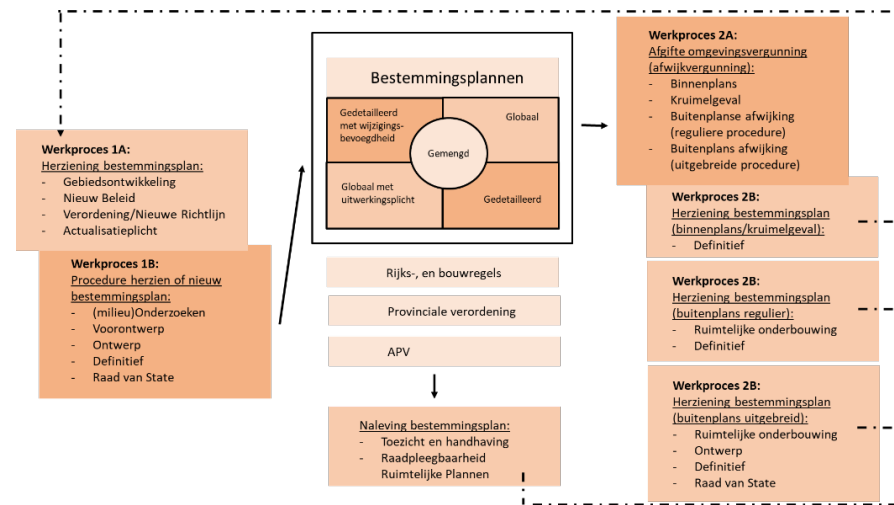 Werkproces 1A:
Herziening bestemmingsplan:
- Gebiedsontwikkeling
- Nieuw Beleid
- Verordening/Nieuwe Richtlijn
- Actualisatieplicht
Werkproces 1B:
Procedure herzien of nieuw
bestemmingsplan:
- (milieu)Onderzoeken
- Voorontwerp
- Ontwerp
- Definitief
- Raad van State
Bestemmingsplannen
Gedetailleerd
met wijzigings-
bevoegdheid
Globaal
Gemengd
Globaal met
uitwerkingsplicht
Gedetailleerd
Rijks-, en bouwregels
Provinciale verordening
APV
Naleving bestemmingsplan:
- Toezicht en handhaving
- Raadpleegbaarheid
Ruimtelijke Plannen
Werkproces 2A:
Afgifte omgevingsvergunning
(afwijkvergunning):
- Binnenplans
- Kruimelgeval
- Buitenplanse afwijking
(reguliere procedure)
- Buitenplans afwijking
(uitgebreide procedure)
Werkproces 2B:
Herziening bestemmingsplan
(binnenplans/kruimelgeval):
- Definitief
Werkproces 2B:
Herziening bestemmingsplan
(buitenplans regulier):
- Ruimtelijke onderbouwing
- Definitief
Werkproces 2B:
Herziening bestemmingsplan
(buitenplans uitgebreid):
- Ruimtelijke onderbouwing
- Ontwerp
- Definitief
- Raad van State